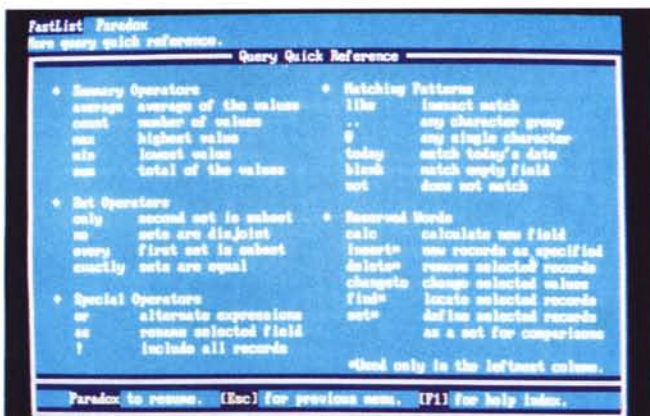 FastList Paradox
More query quick reference.
Query Quick Reference
♦ Summary Operators
average average of the values
count number of values
max highest value
min lowest value
sum total of the values
♦ Set Operators
only second set is subset
no sets are disjoint
every first set is subset
exactly sets are equal
♦ Special Operators
or alternate expressions
as rename selected field
! include all records
♦ Matching Patterns
like inexact match
.. any character group
@ any single character
today match today's date
blank match empty field
not does not match
♦ Reserved Words
calc calculate new field
insert* new records as specified
delete* remove selected records
changeto change selected values
find* locate selected records
set* define selected records
as a set for comparisons
*Used only in the leftmost column.
Paradox to resume. [Esc] for previous menu. [F1] for help index.